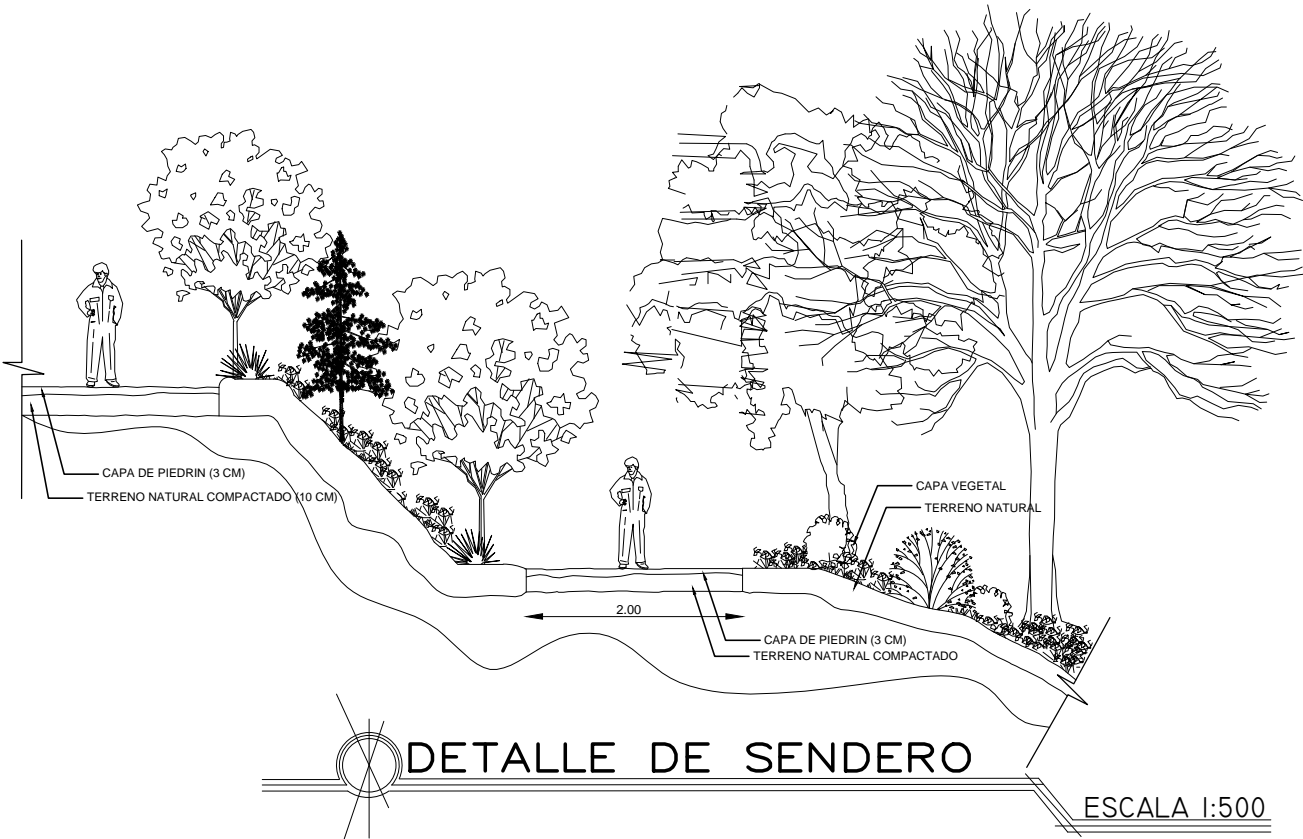 CAPA DE PIEDRIN (3 CM)
TERRENO NATURAL COMPACTADO (10 CM)
CAPA VEGETAL
TERRENO NATURAL
2.00
CAPA DE PIEDRIN (3 CM)
TERRENO NATURAL COMPACTADO
DETALLE DE SENDERO
ESCALA 1:500